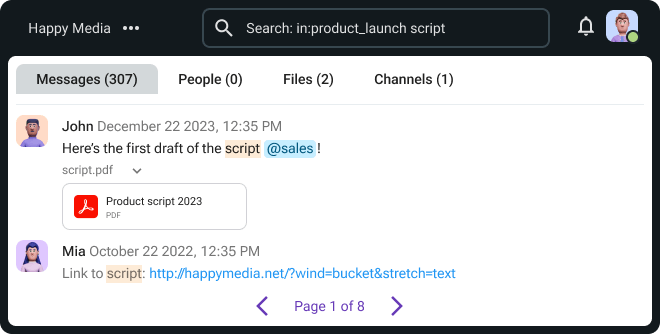 Happy Media
Search: in:product_launch script
Messages (307) People (0) Files (2) Channels (1)
John December 22 2023, 12:35 PM
Here's the first draft of the script @sales !
script.pdf
Product script 2023
PDF
Mia October 22 2022, 12:35 PM
Link to script: http://happymedia.net/?wind=bucket&stretch=text
Page 1 of 8